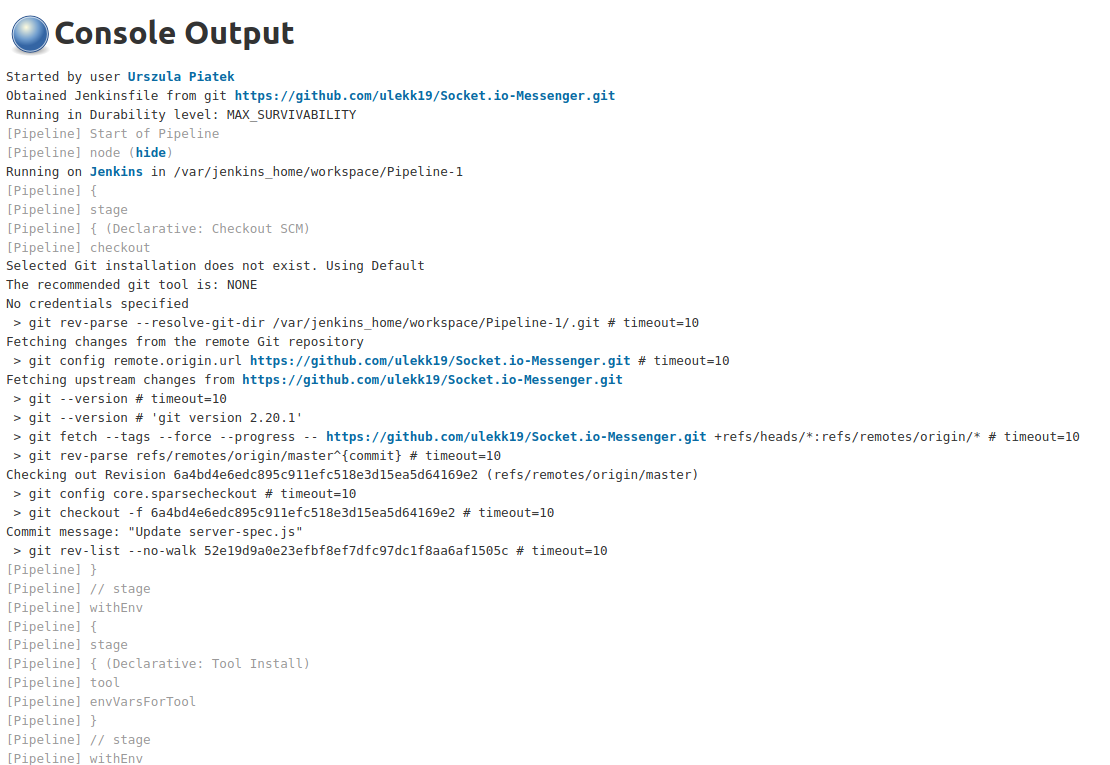 Console Output
Started by user Urszula Piatek
Obtained Jenkinsfile from git https://github.com/ulekk19/Socket.io-Messenger.git
Running in Durability level: MAX_SURVIVABILITY
[Pipeline] Start of Pipeline
[Pipeline] node (hide)
Running on Jenkins in /var/jenkins_home/workspace/Pipeline-1
[Pipeline] {
[Pipeline] stage
[Pipeline] { (Declarative: Checkout SCM)
[Pipeline] checkout
Selected Git installation does not exist. Using Default
The recommended git tool is: NONE
No credentials specified
 > git rev-parse --resolve-git-dir /var/jenkins_home/workspace/Pipeline-1/.git # timeout=10
Fetching changes from the remote Git repository
 > git config remote.origin.url https://github.com/ulekk19/Socket.io-Messenger.git # timeout=10
Fetching upstream changes from https://github.com/ulekk19/Socket.io-Messenger.git
 > git --version # timeout=10
 > git --version # 'git version 2.20.1'
 > git fetch --tags --force --progress -- https://github.com/ulekk19/Socket.io-Messenger.git +refs/heads/*:refs/remotes/origin/* # timeout=10
 > git rev-parse refs/remotes/origin/master^{commit} # timeout=10
Checking out Revision 6a4bd4e6edc895c911efc518e3d15ea5d64169e2 (refs/remotes/origin/master)
 > git config core.sparsecheckout # timeout=10
 > git checkout -f 6a4bd4e6edc895c911efc518e3d15ea5d64169e2 # timeout=10
Commit message: "Update server-spec.js"
 > git rev-list --no-walk 52e19d9a0e23efbf8ef7dfc97dc1f8aa6af1505c # timeout=10
[Pipeline] }
[Pipeline] // stage
[Pipeline] withEnv
[Pipeline] {
[Pipeline] stage
[Pipeline] { (Declarative: Tool Install)
[Pipeline] tool
[Pipeline] envVarsForTool
[Pipeline] }
[Pipeline] // stage
[Pipeline] withEnv